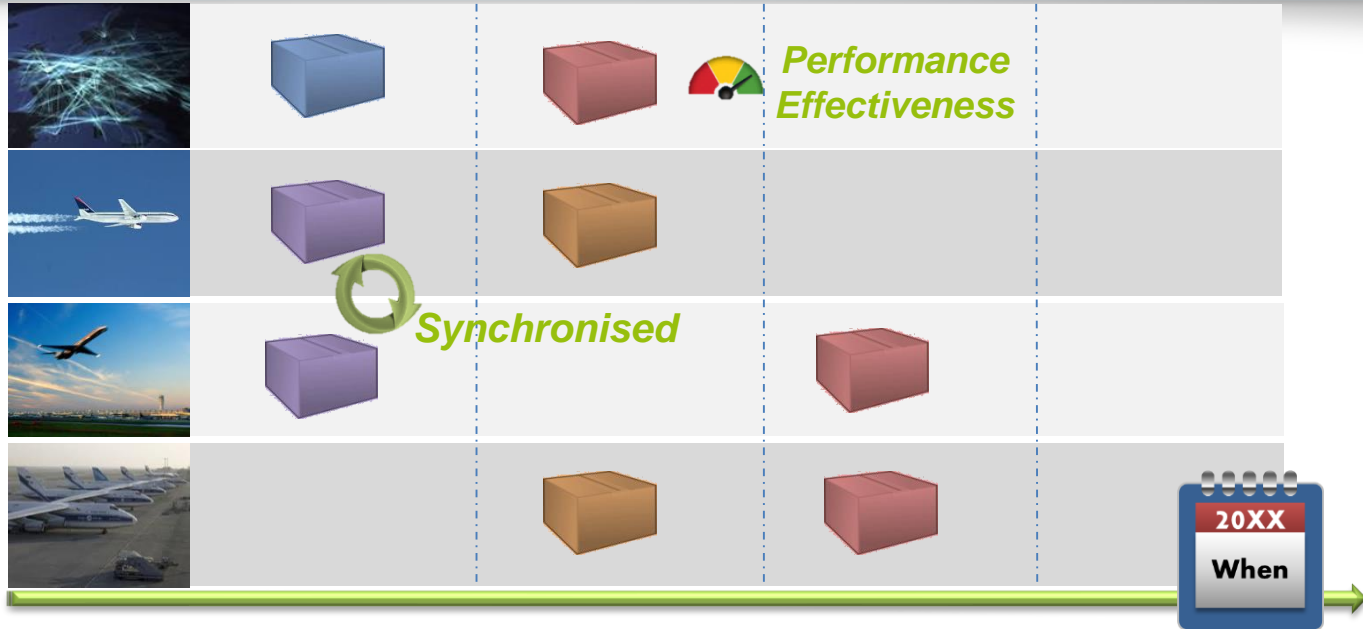 Performance
Effectiveness
Synchronised
20XX
When